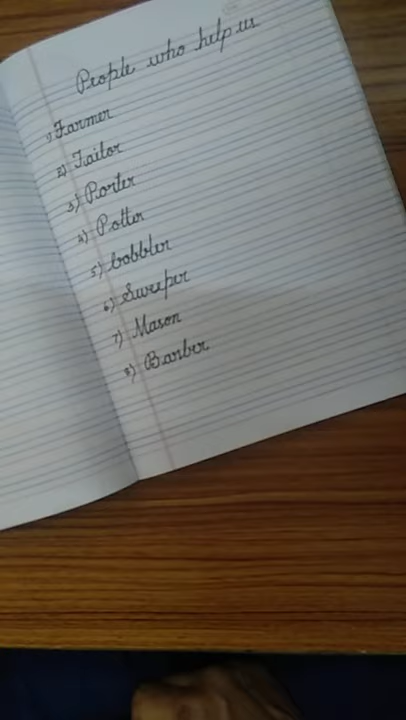 People who help us
1) Farmer
2) Tailor
3) Porter
4) Potter
5) Cobbler
6) Sweeper
7) Mason
8) Barber